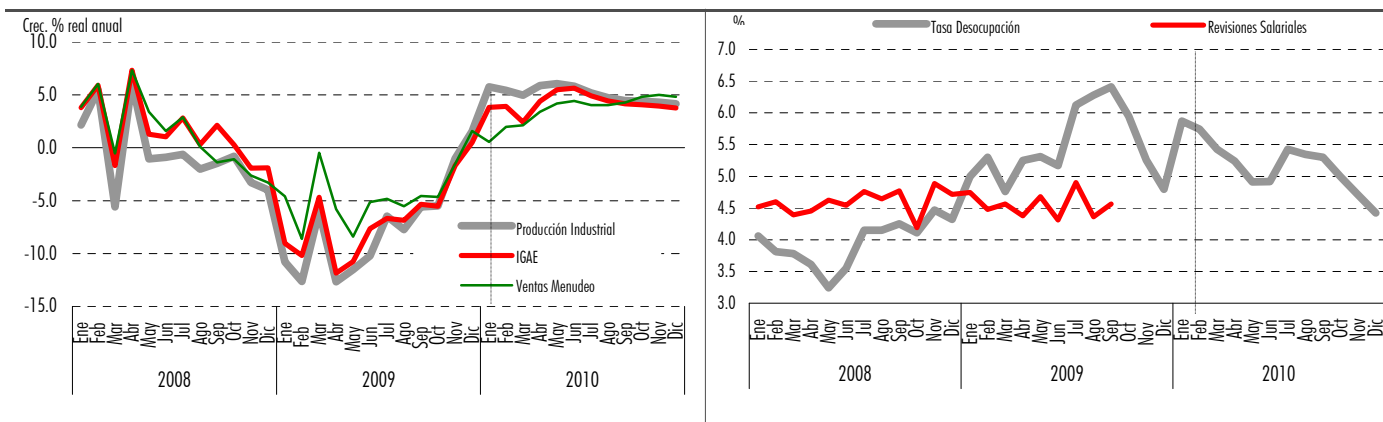 Crec. % real anual
10.0
5.0
0.0
-5.0
-10.0
-15.0
Producción Industrial
IGAE
Ventas Menudeo
Ene Feb Mar Abr May Jun Jul Ago Sep Oct Nov Dic Ene Feb Mar Abr May Jun Jul Ago Sep Oct Nov Dic Ene Feb Mar Abr May Jun Jul Ago Sep Oct Nov Dic
2008 2009 2010
%
Tasa Desocupación Revisiones Salariales
7.0
6.5
6.0
5.5
5.0
4.5
4.0
3.5
3.0
Ene Feb Mar Abr May Jun Jul Ago Sep Oct Nov Dic Ene Feb Mar Abr May Jun Jul Ago Sep Oct Nov Dic Ene Feb Mar Abr May Jun Jul Ago Sep Oct Nov Dic
2008 2009 2010